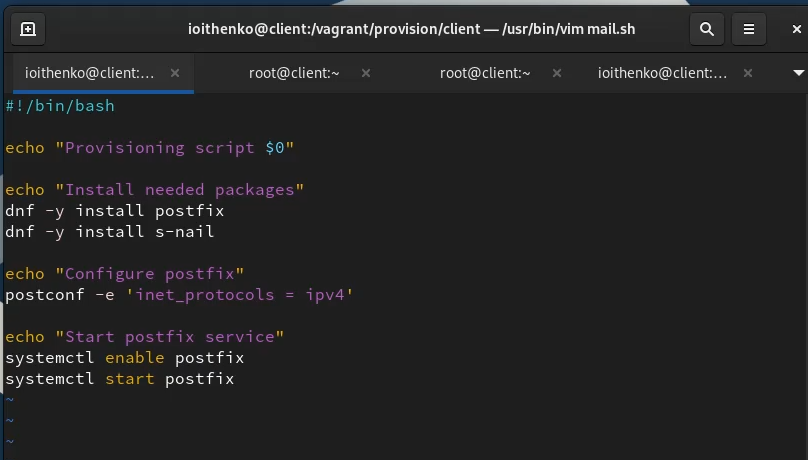 ioithenko@client:/vagrant/provision/client — /usr/bin/vim mail.sh
ioithenko@client:... root@client:~ root@client:~ ioithenko@client:...
#!/bin/bash
echo "Provisioning script $0"
echo "Install needed packages"
dnf -y install postfix
dnf -y install s-nail
echo "Configure postfix"
postconf -e 'inet_protocols = ipv4'
echo "Start postfix service"
systemctl enable postfix
systemctl start postfix
~
~
~